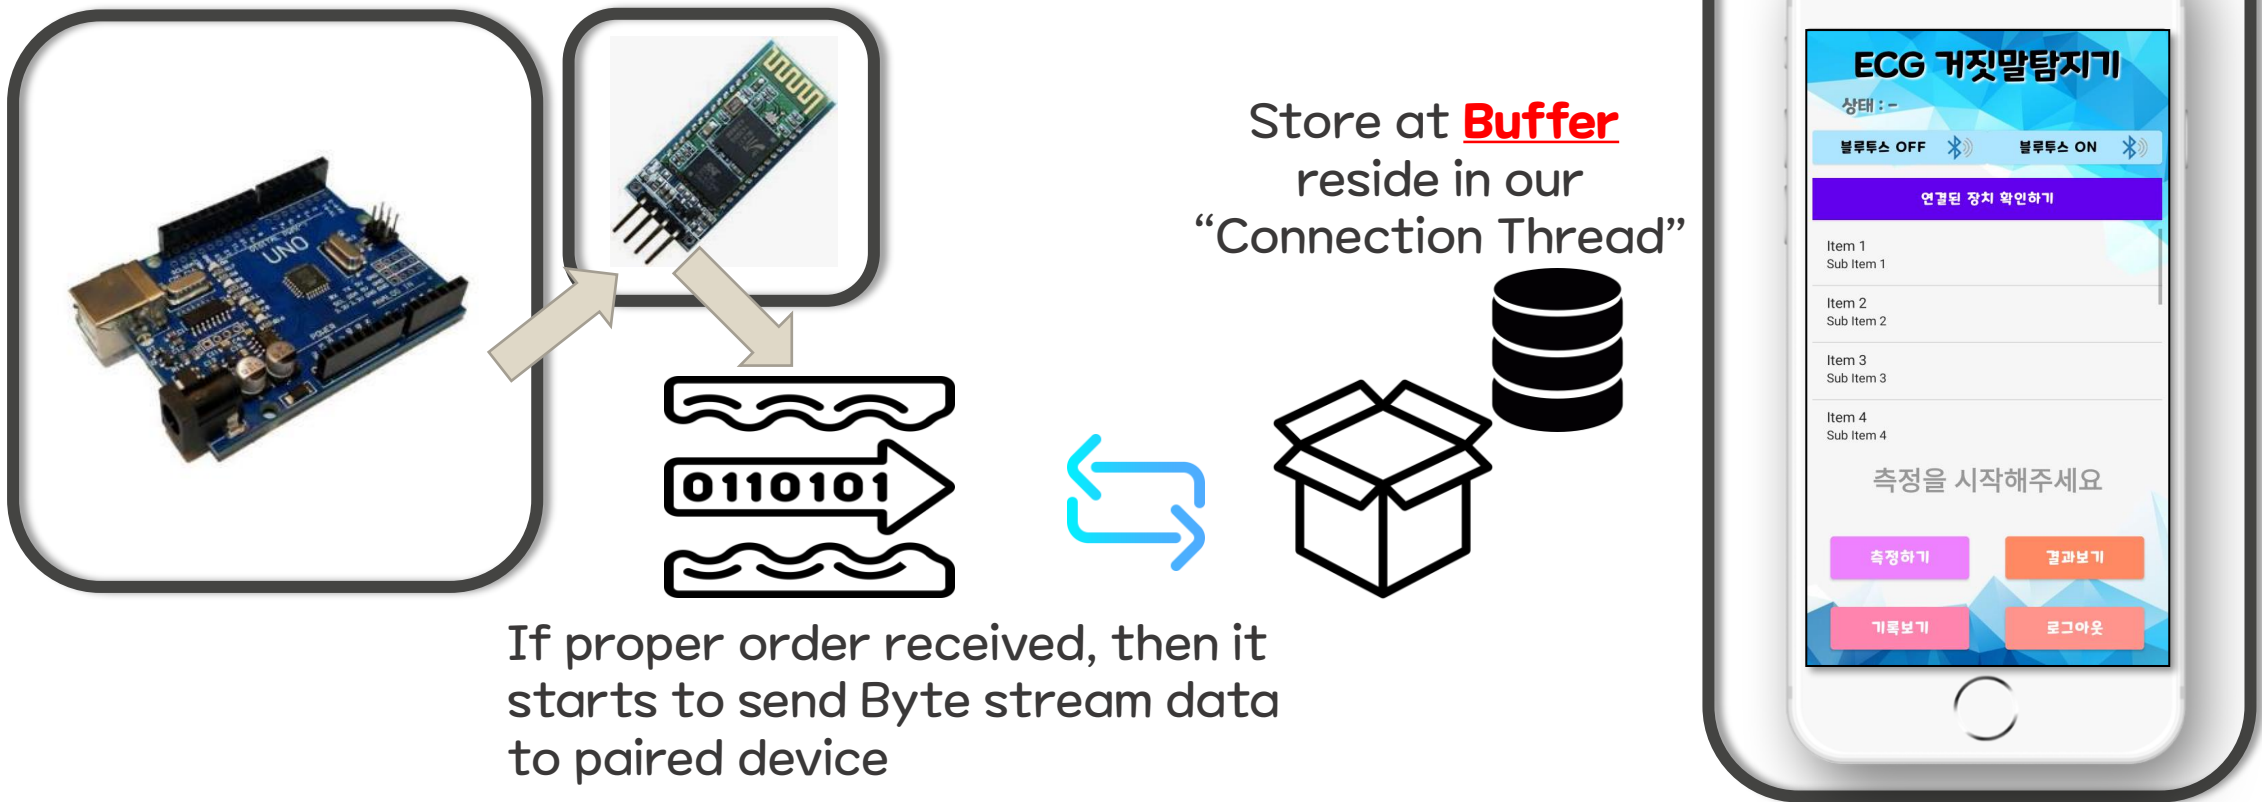 UNO
0110101
If proper order received, then it
starts to send Byte stream data
to paired device
Store at Buffer
reside in our
“Connection Thread”
ECG 거짓말탐지기
상태 : -
블루투스 OFF
블루투스 ON
연결된 장치 확인하기
Item 1
Sub Item 1
Item 2
Sub Item 2
Item 3
Sub Item 3
Item 4
Sub Item 4
측정을 시작해주세요
측정하기
결과보기
기록보기
로그아웃